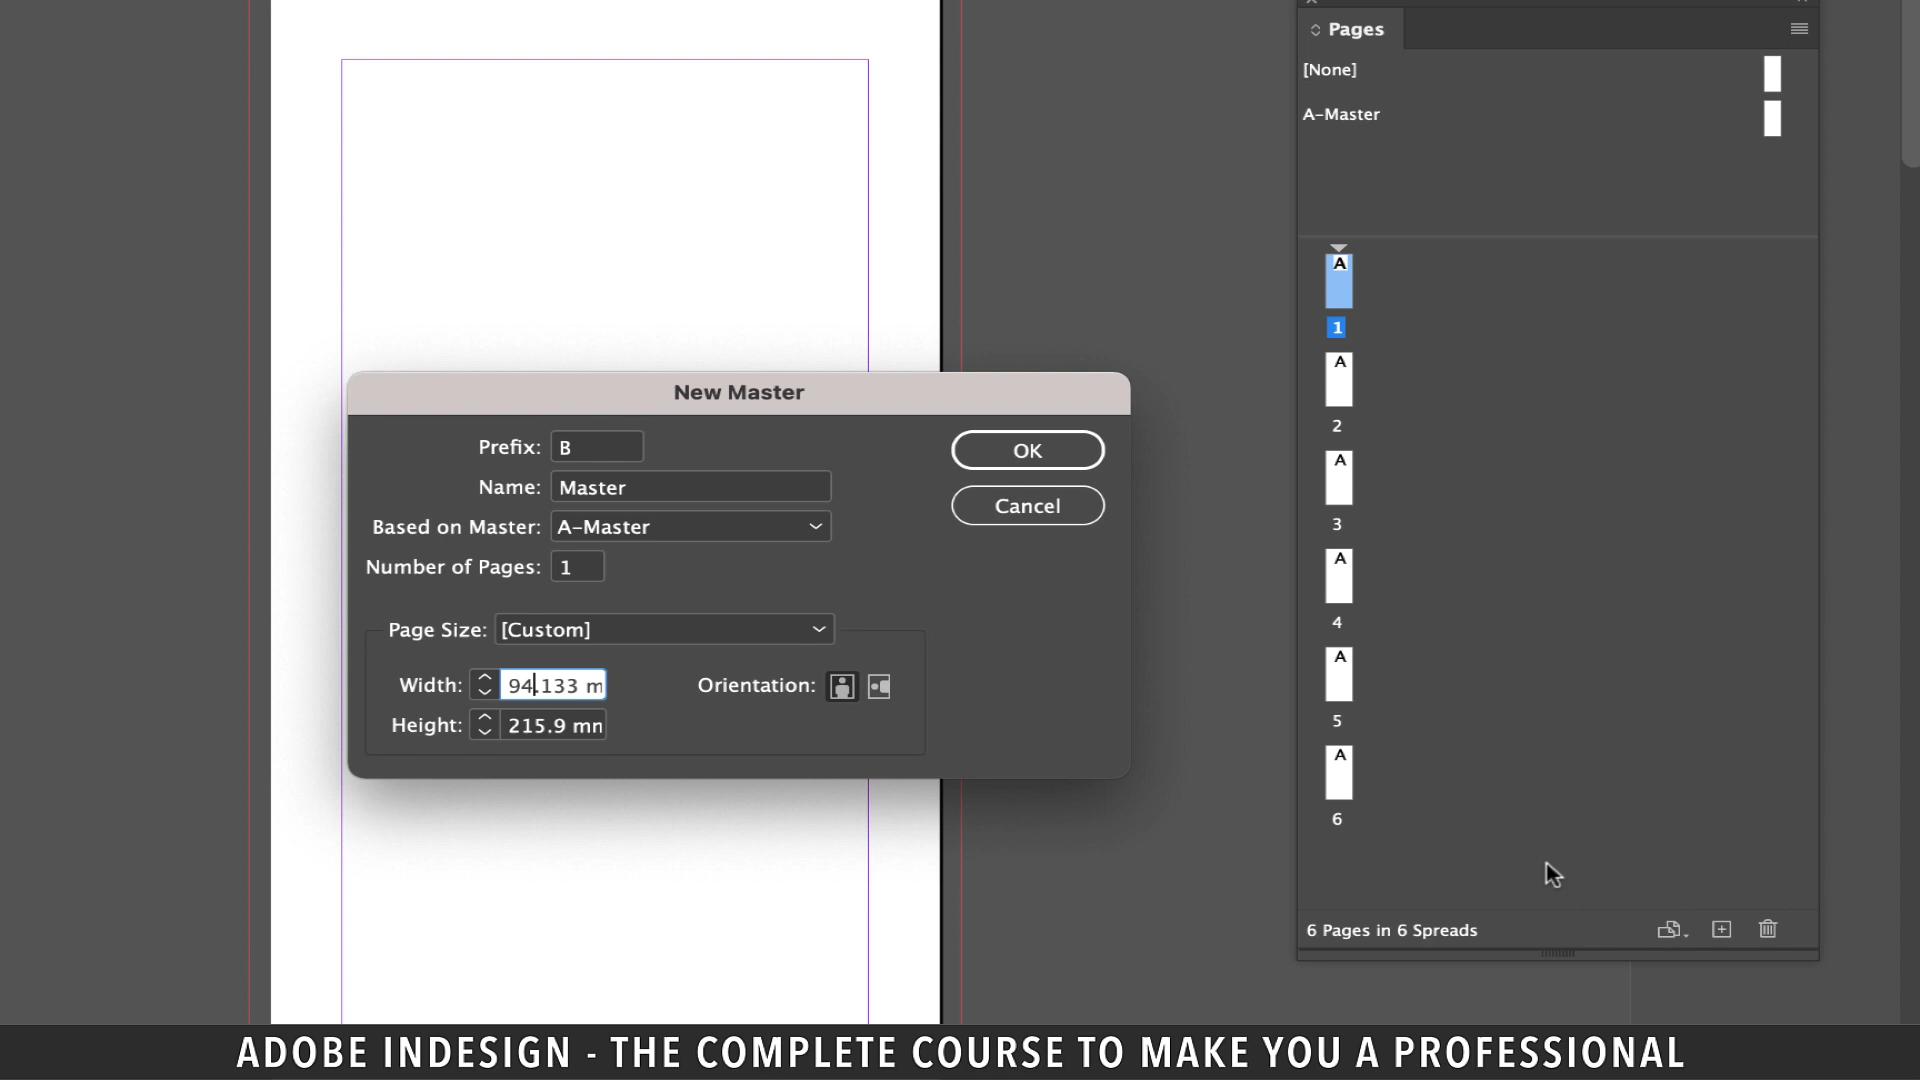 Pages
[None]
A-Master
A
1
A
2
A
3
A
4
A
5
A
6
6 Pages in 6 Spreads
New Master
Prefix: B
Name: Master
Based on Master: A-Master
Number of Pages: 1
OK
Cancel
Page Size: [Custom]
Width: 94.133 m
Orientation:
Height: 215.9 mm
ADOBE INDESIGN - THE COMPLETE COURSE TO MAKE YOU A PROFESSIONAL